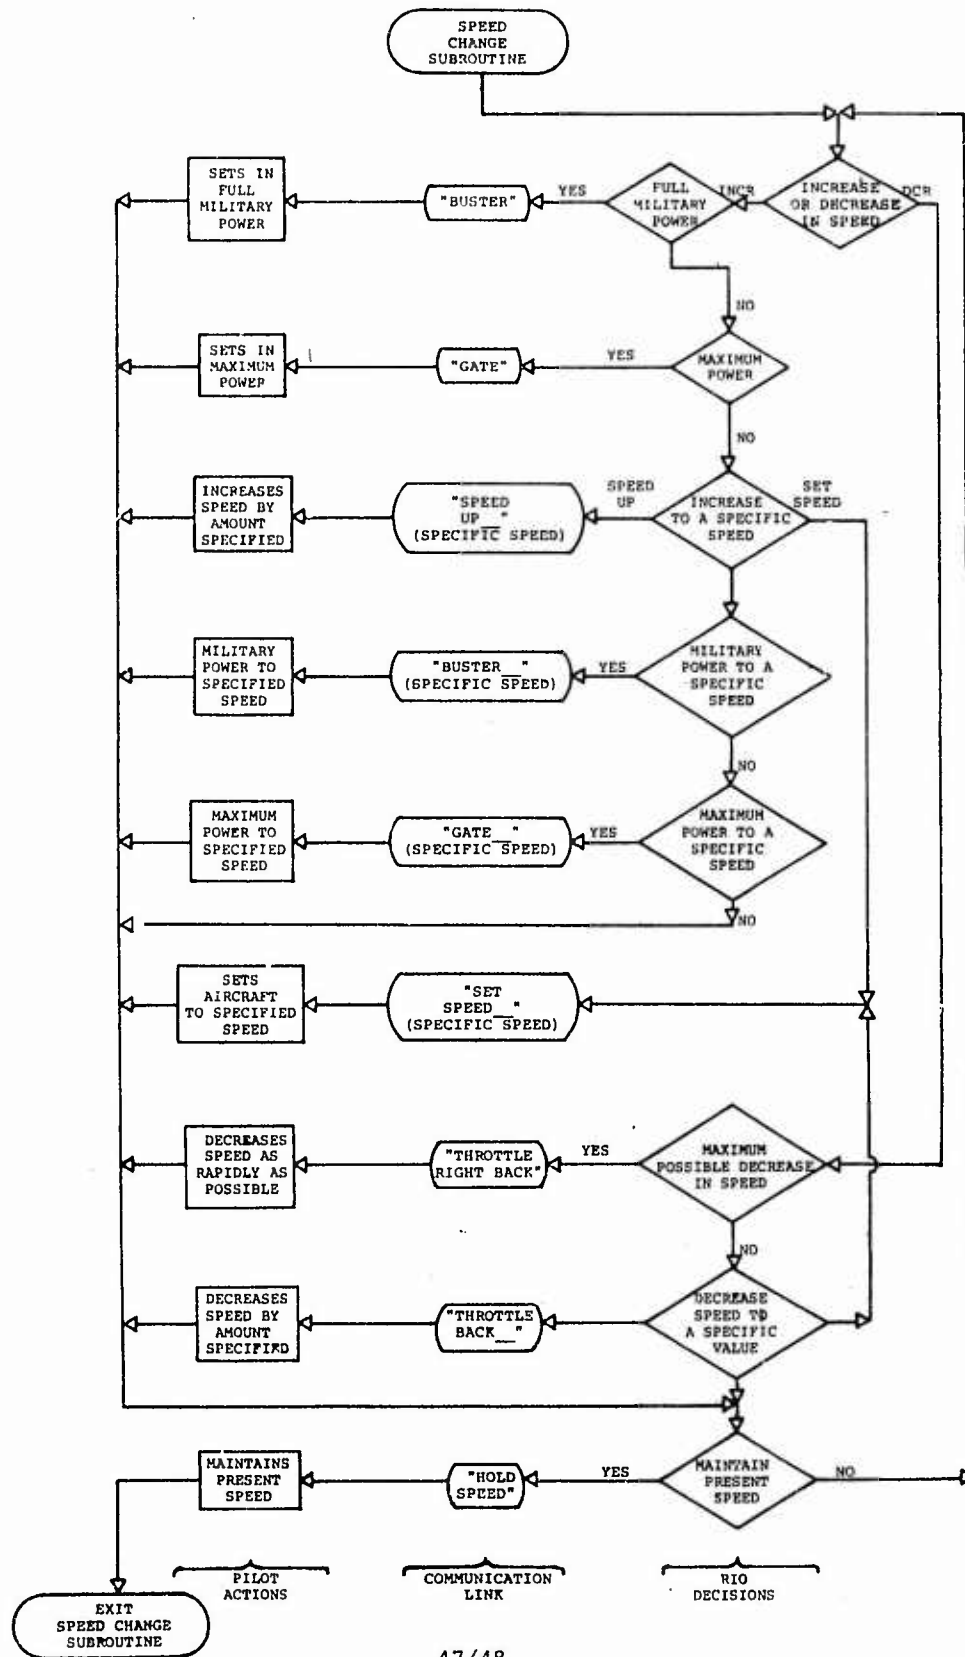 SPEED
CHANGE
SUBROUTINE
SETS IN
FULL
MILITARY
POWER
"BUSTER"
YES
FULL
MILITARY
POWER
INCR
INCREASE
OR DECREASE
IN SPEED
DCR
NO
SETS IN
MAXIMUM
POWER
"GATE"
YES
MAXIMUM
POWER
NO
INCREASES
SPEED BY
AMOUNT
SPECIFIED
"SPEED
UP__"
(SPECIFIC SPEED)
SPEED
UP
INCREASE
TO A SPECIFIC
SPEED
SET
SPEED
MILITARY
POWER TO
SPECIFIED
SPEED
"BUSTER__"
(SPECIFIC SPEED)
YES
MILITARY
POWER TO A
SPECIFIC
SPEED
NO
MAXIMUM
POWER TO
SPECIFIED
SPEED
"GATE__"
(SPECIFIC SPEED)
YES
MAXIMUM
POWER TO A
SPECIFIC
SPEED
NO
SETS
AIRCRAFT
TO SPECIFIED
SPEED
"SET
SPEED__"
(SPECIFIC SPEED)
DECREASES
SPEED AS
RAPIDLY AS
POSSIBLE
"THROTTLE
RIGHT BACK"
YES
MAXIMUM
POSSIBLE DECREASE
IN SPEED
NO
DECREASES
SPEED BY
AMOUNT
SPECIFIED
"THROTTLE
BACK__"
DECREASE
SPEED TO
A SPECIFIC
VALUE
MAINTAINS
PRESENT
SPEED
"HOLD
SPEED"
YES
MAINTAIN
PRESENT
SPEED
NO
PILOT
ACTIONS
COMMUNICATION
LINK
RIO
DECISIONS
EXIT
SPEED CHANGE
SUBROUTINE
47/48